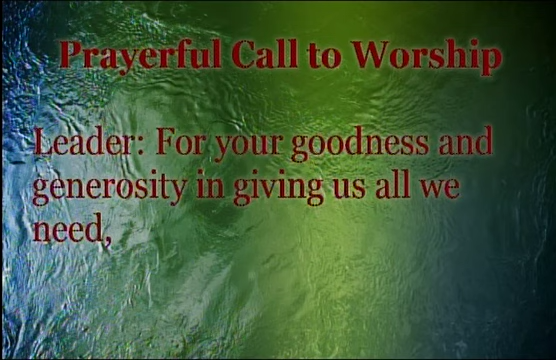 Prayerful Call to Worship
Leader: For your goodness and
generosity in giving us all we
need,